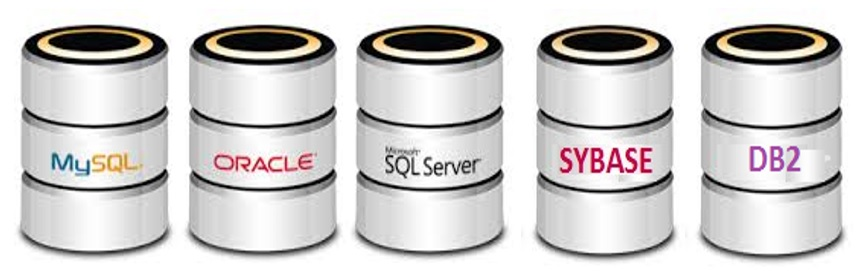 MySQL
ORACLE
Microsoft
SQL Server
SYBASE
DB2